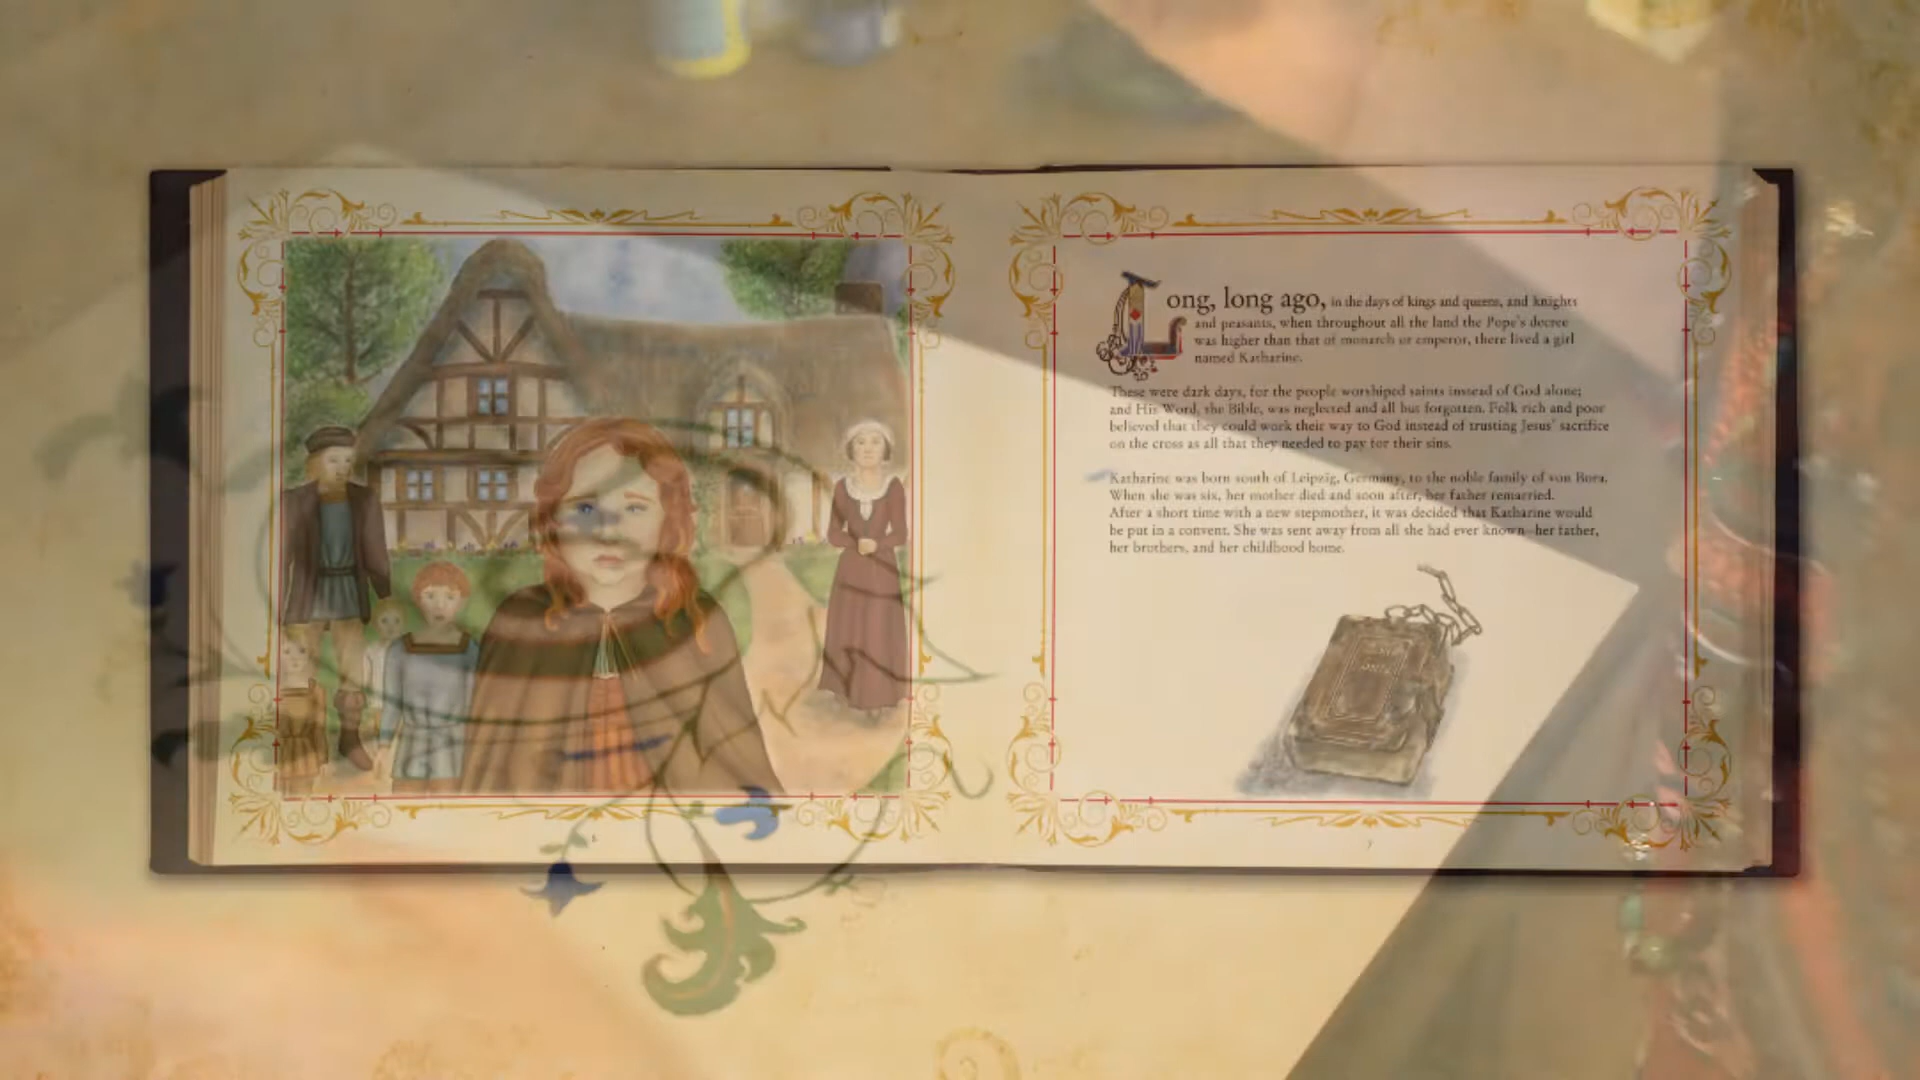 Long, long ago, in the days of kings and queens, and knights
and peasants, when throughout all the land the Pope's decree
was higher than that of monarch or emperor, there lived a girl
named Katharine.
These were dark days, for the people worshiped saints instead of God alone;
and His Word, the Bible, was neglected and all but forgotten. Folk rich and poor
believed that they could work their way to God instead of trusting Jesus' sacrifice
on the cross as all that they needed to pay for their sins.
Katharine was born south of Leipzig, Germany, to the noble family of von Bora.
When she was six, her mother died and soon after, her father remarried.
After a short time with a new stepmother, it was decided that Katharine would
be put in a convent. She was sent away from all she had ever known—her father,
her brothers, and her childhood home.